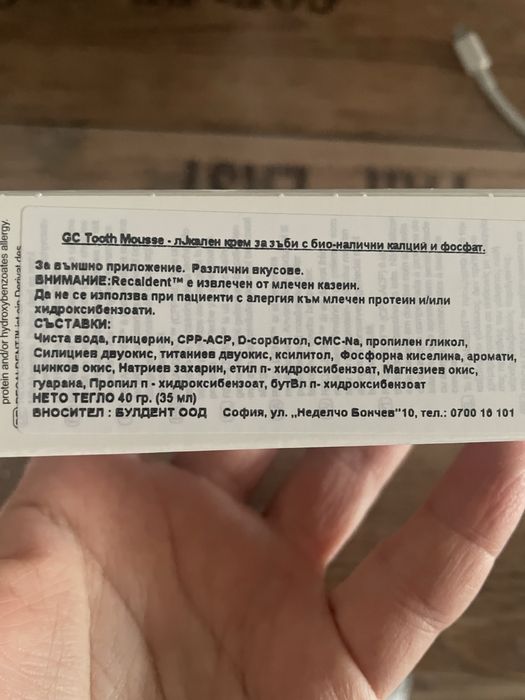 GC Tooth Mousse - лJкален крем за зъби с био-налични калций и фосфат.
За външно приложение. Различни вкусове.
ВНИМАНИЕ:Recaldent™ е извлечен от млечен казеин.
Да не се използва при пациенти с алергия към млечен протеин и/или
хидроксибензоати.
СЪСТАВКИ:
Чиста вода, глицерин, CPP-ACP, D-сорбитол, CMC-Na, пропилен гликол,
Силициев двуокис, титаниев двуокис, ксилитол, Фосфорна киселина, аромати,
цинков окис, Натриев захарин, етил п- хидроксибензоат, Магнезиев окис,
гуарана, Пропил п - хидроксибензоат, бутВл п- хидроксибензоат
НЕТО ТЕГЛО 40 гр. (35 мл)
ВНОСИТЕЛ : БУЛДЕНТ ООД София, ул. „Неделчо Бончев"10, тел.: 0700 16 101
protein and/or hydroxybenzoates allergy.